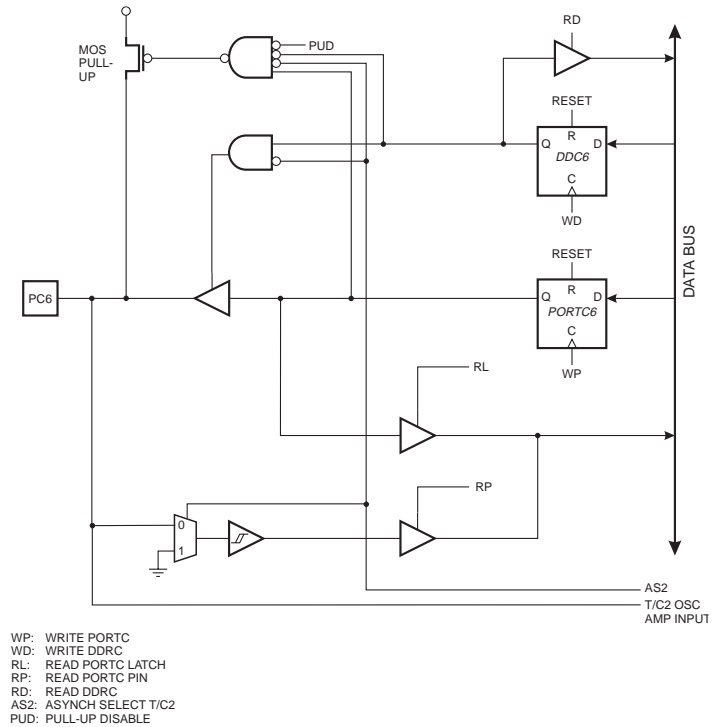 RD
MOS
PULL-
UP
PUD
RESET
R
Q
D
DDC6
C
WD
DATA BUS
RESET
R
Q
D
PC6
PORTC6
C
WP
RL
RP
0
1
AS2
T/C2 OSC
AMP INPUT
WP: WRITE PORTC
WD: WRITE DDRC
RL: READ PORTC LATCH
RP: READ PORTC PIN
RD: READ DDRC
AS2: ASYNCH SELECT T/C2
PUD: PULL-UP DISABLE